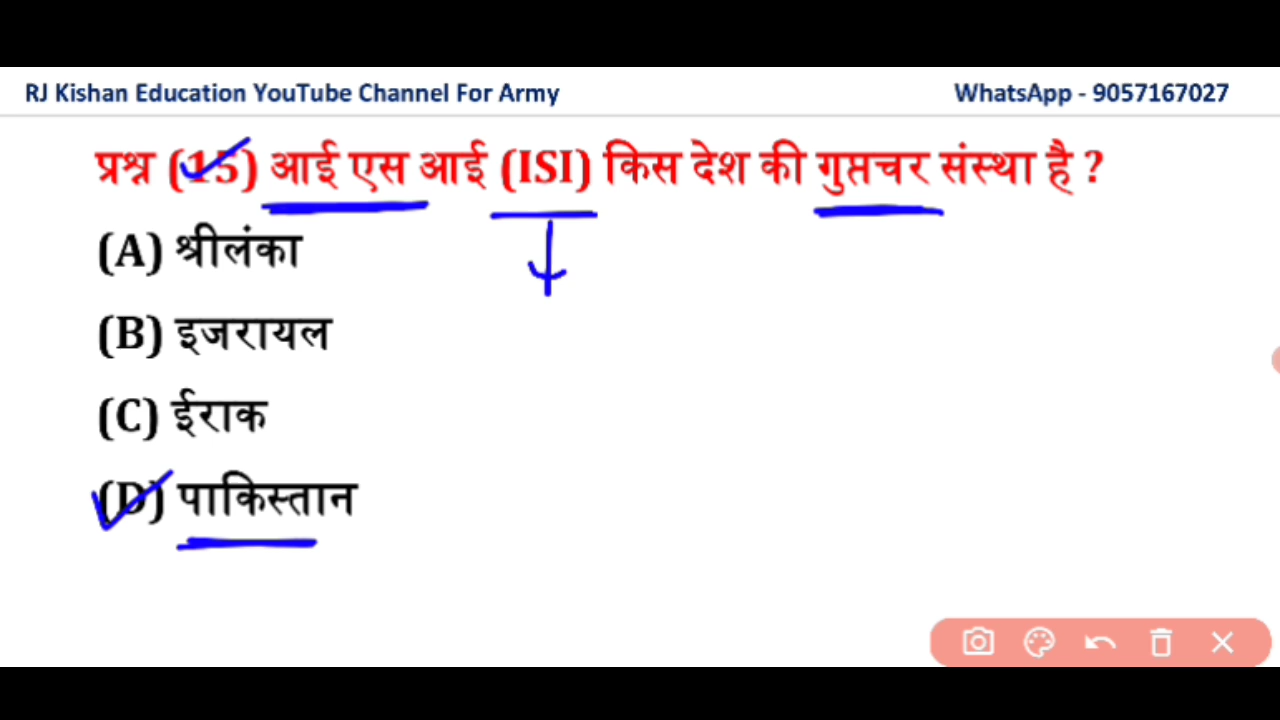 RJ Kishan Education YouTube Channel For Army WhatsApp - 9057167027
प्रश्न (15) आई एस आई (ISI) किस देश की गुप्तचर संस्था है ?
(A) श्रीलंका
(B) इजरायल
(C) ईराक
(D) पाकिस्तान